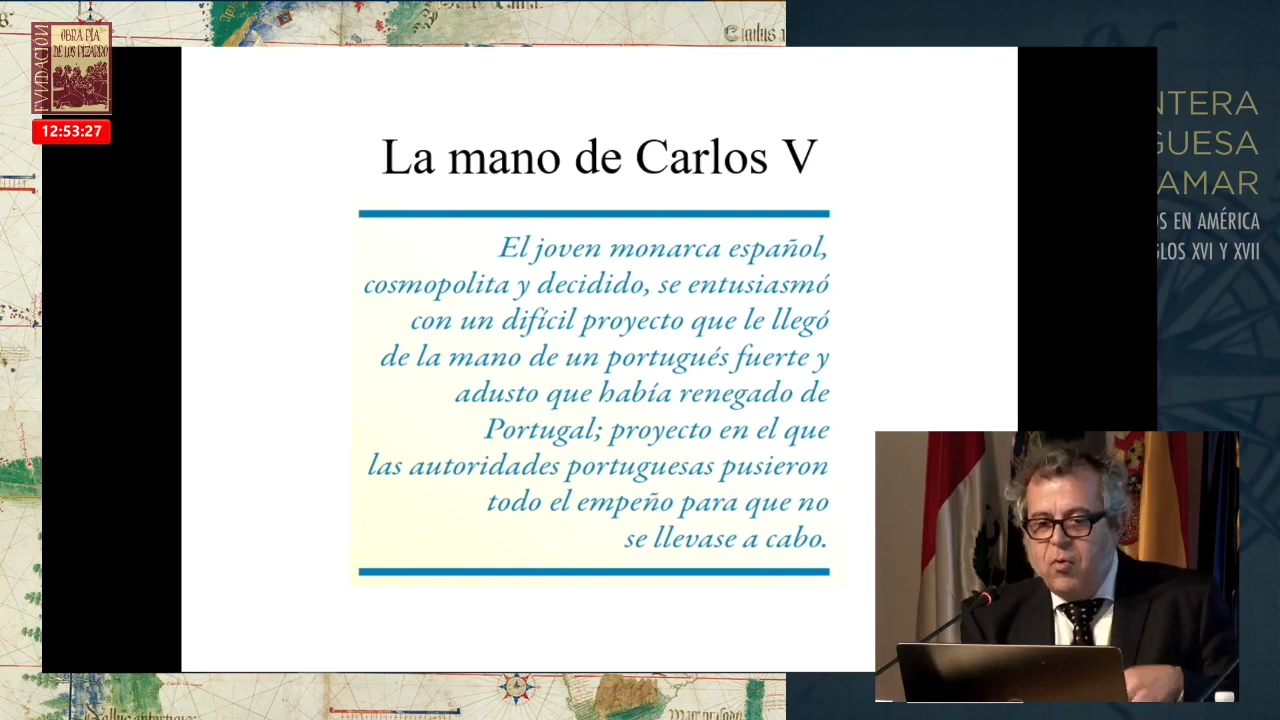 FUNDACIÓN
OBRA PÍA
DE LOS PIZARRO
12:53:27
NTERA
GUESA
AMAR
OS EN AMÉRICA
GLOS XVI Y XVII
La mano de Carlos V
El joven monarca español,
cosmopolita y decidido, se entusiasmó
con un difícil proyecto que le llegó
de la mano de un portugués fuerte y
adusto que había renegado de
Portugal; proyecto en el que
las autoridades portuguesas pusieron
todo el empeño para que no
se llevase a cabo.